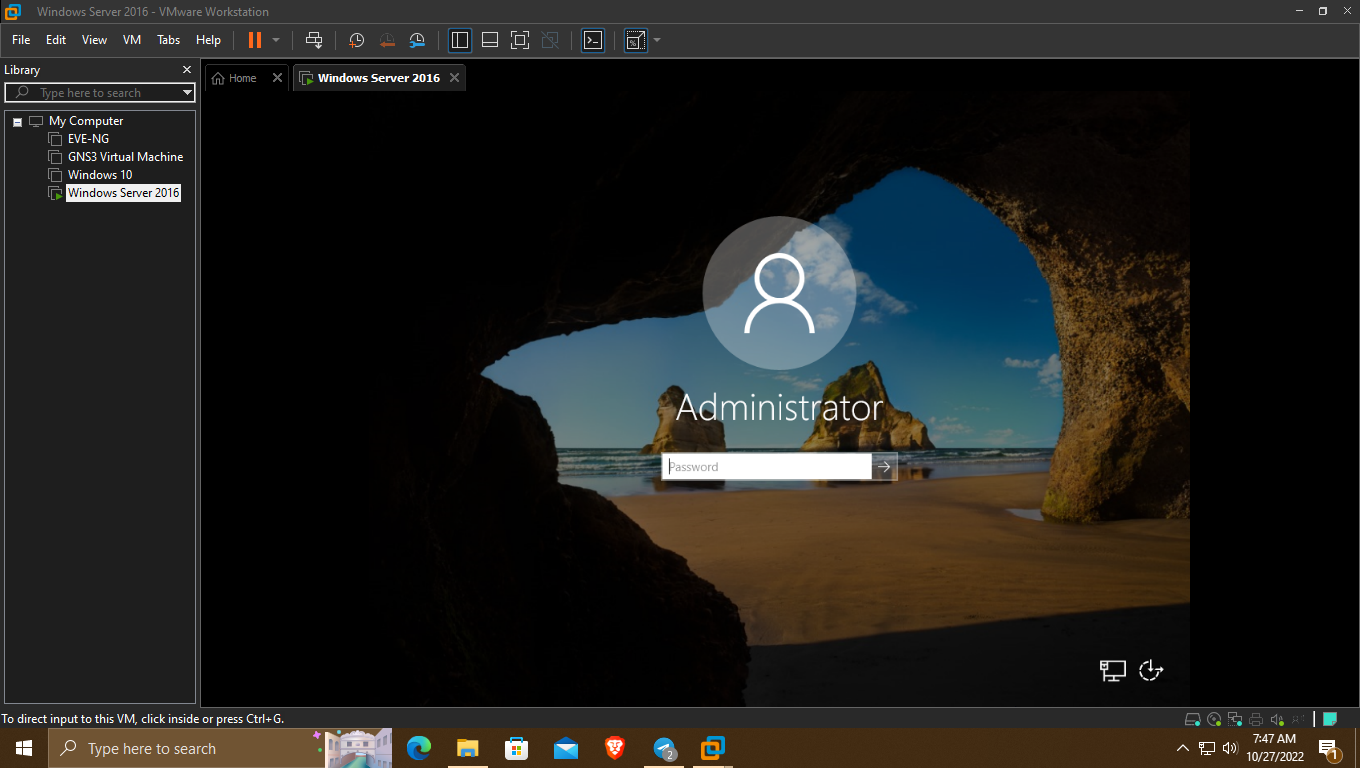 Windows Server 2016 - VMware Workstation
File Edit View VM Tabs Help
Library
Type here to search
Home
Windows Server 2016
My Computer
EVE-NG
GNS3 Virtual Machine
Windows 10
Windows Server 2016
Administrator
Password
To direct input to this VM, click inside or press Ctrl+G.
Type here to search
2
7:47 AM
10/27/2022
1